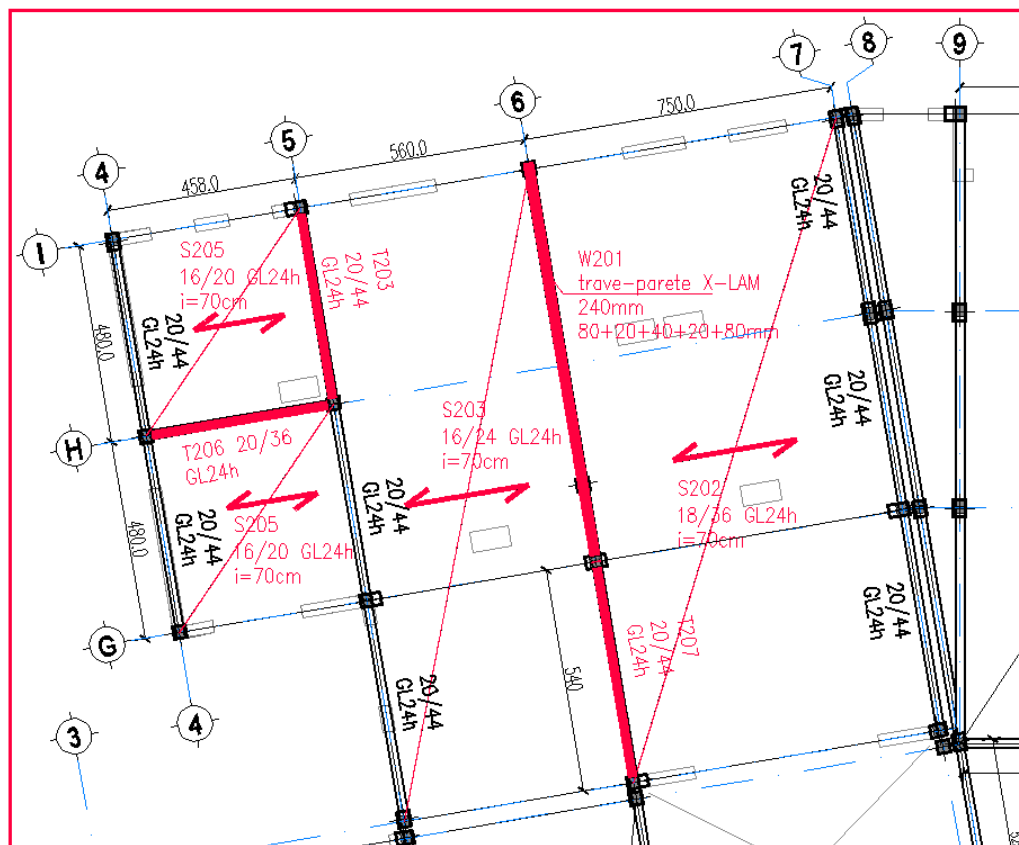 7
8
9
6
5
4
750.0
560.0
458.0
I
S205
16/20 GL24h
i=70cm
T203
20/44
GL24h
W201
trave-parete X-LAM
240mm
80+20+40+20+80mm
20/44
GL24h
480.0
20/44
GL24h
H
T206 20/36
GL24h
S203
16/24 GL24h
i=70cm
20/44
GL24h
S202
18/36 GL24h
i=70cm
480.0
20/44
GL24h
S205
16/20 GL24h
i=70cm
20/44
GL24h
G
540
T207
20/44
GL24h
20/44
GL24h
20/44
GL24h
3
4